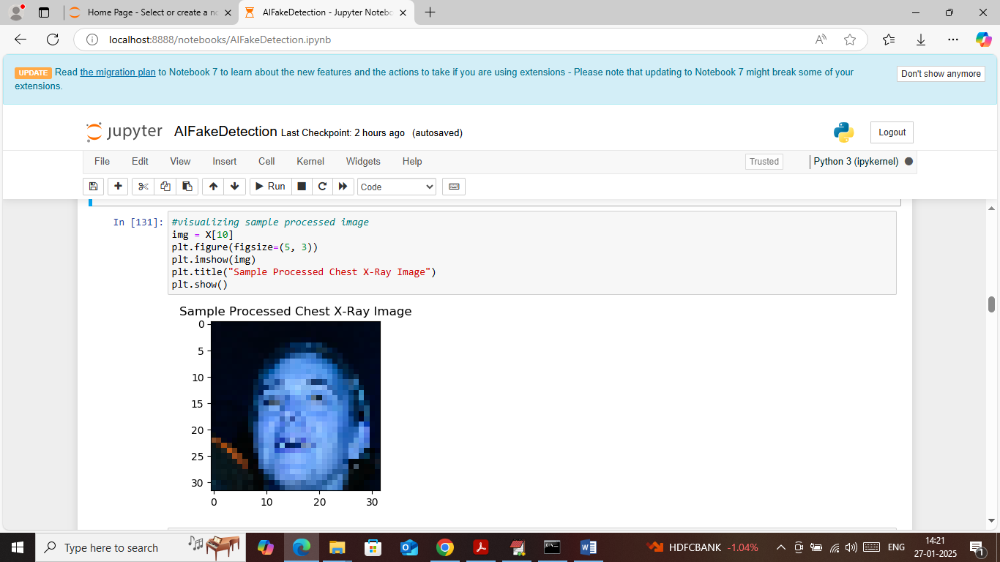 Home Page - Select or create a no
AIFakeDetection - Jupyter Notebo
localhost:8888/notebooks/AIFakeDetection.ipynb
UPDATE Read the migration plan to Notebook 7 to learn about the new features and the actions to take if you are using extensions - Please note that updating to Notebook 7 might break some of your
extensions.
Don't show anymore
jupyter AIFakeDetection Last Checkpoint: 2 hours ago (autosaved)
Logout
File Edit View Insert Cell Kernel Widgets Help
Trusted
Python 3 (ipykernel)
Run
Code
In [131]:
#visualizing sample processed image
img = X[10]
plt.figure(figsize=(5, 3))
plt.imshow(img)
plt.title("Sample Processed Chest X-Ray Image")
plt.show()
Sample Processed Chest X-Ray Image
0
5
10
15
20
25
30
0 10 20 30
Type here to search
HDFCBANK -1.04%
ENG
14:21
27-01-2025
1